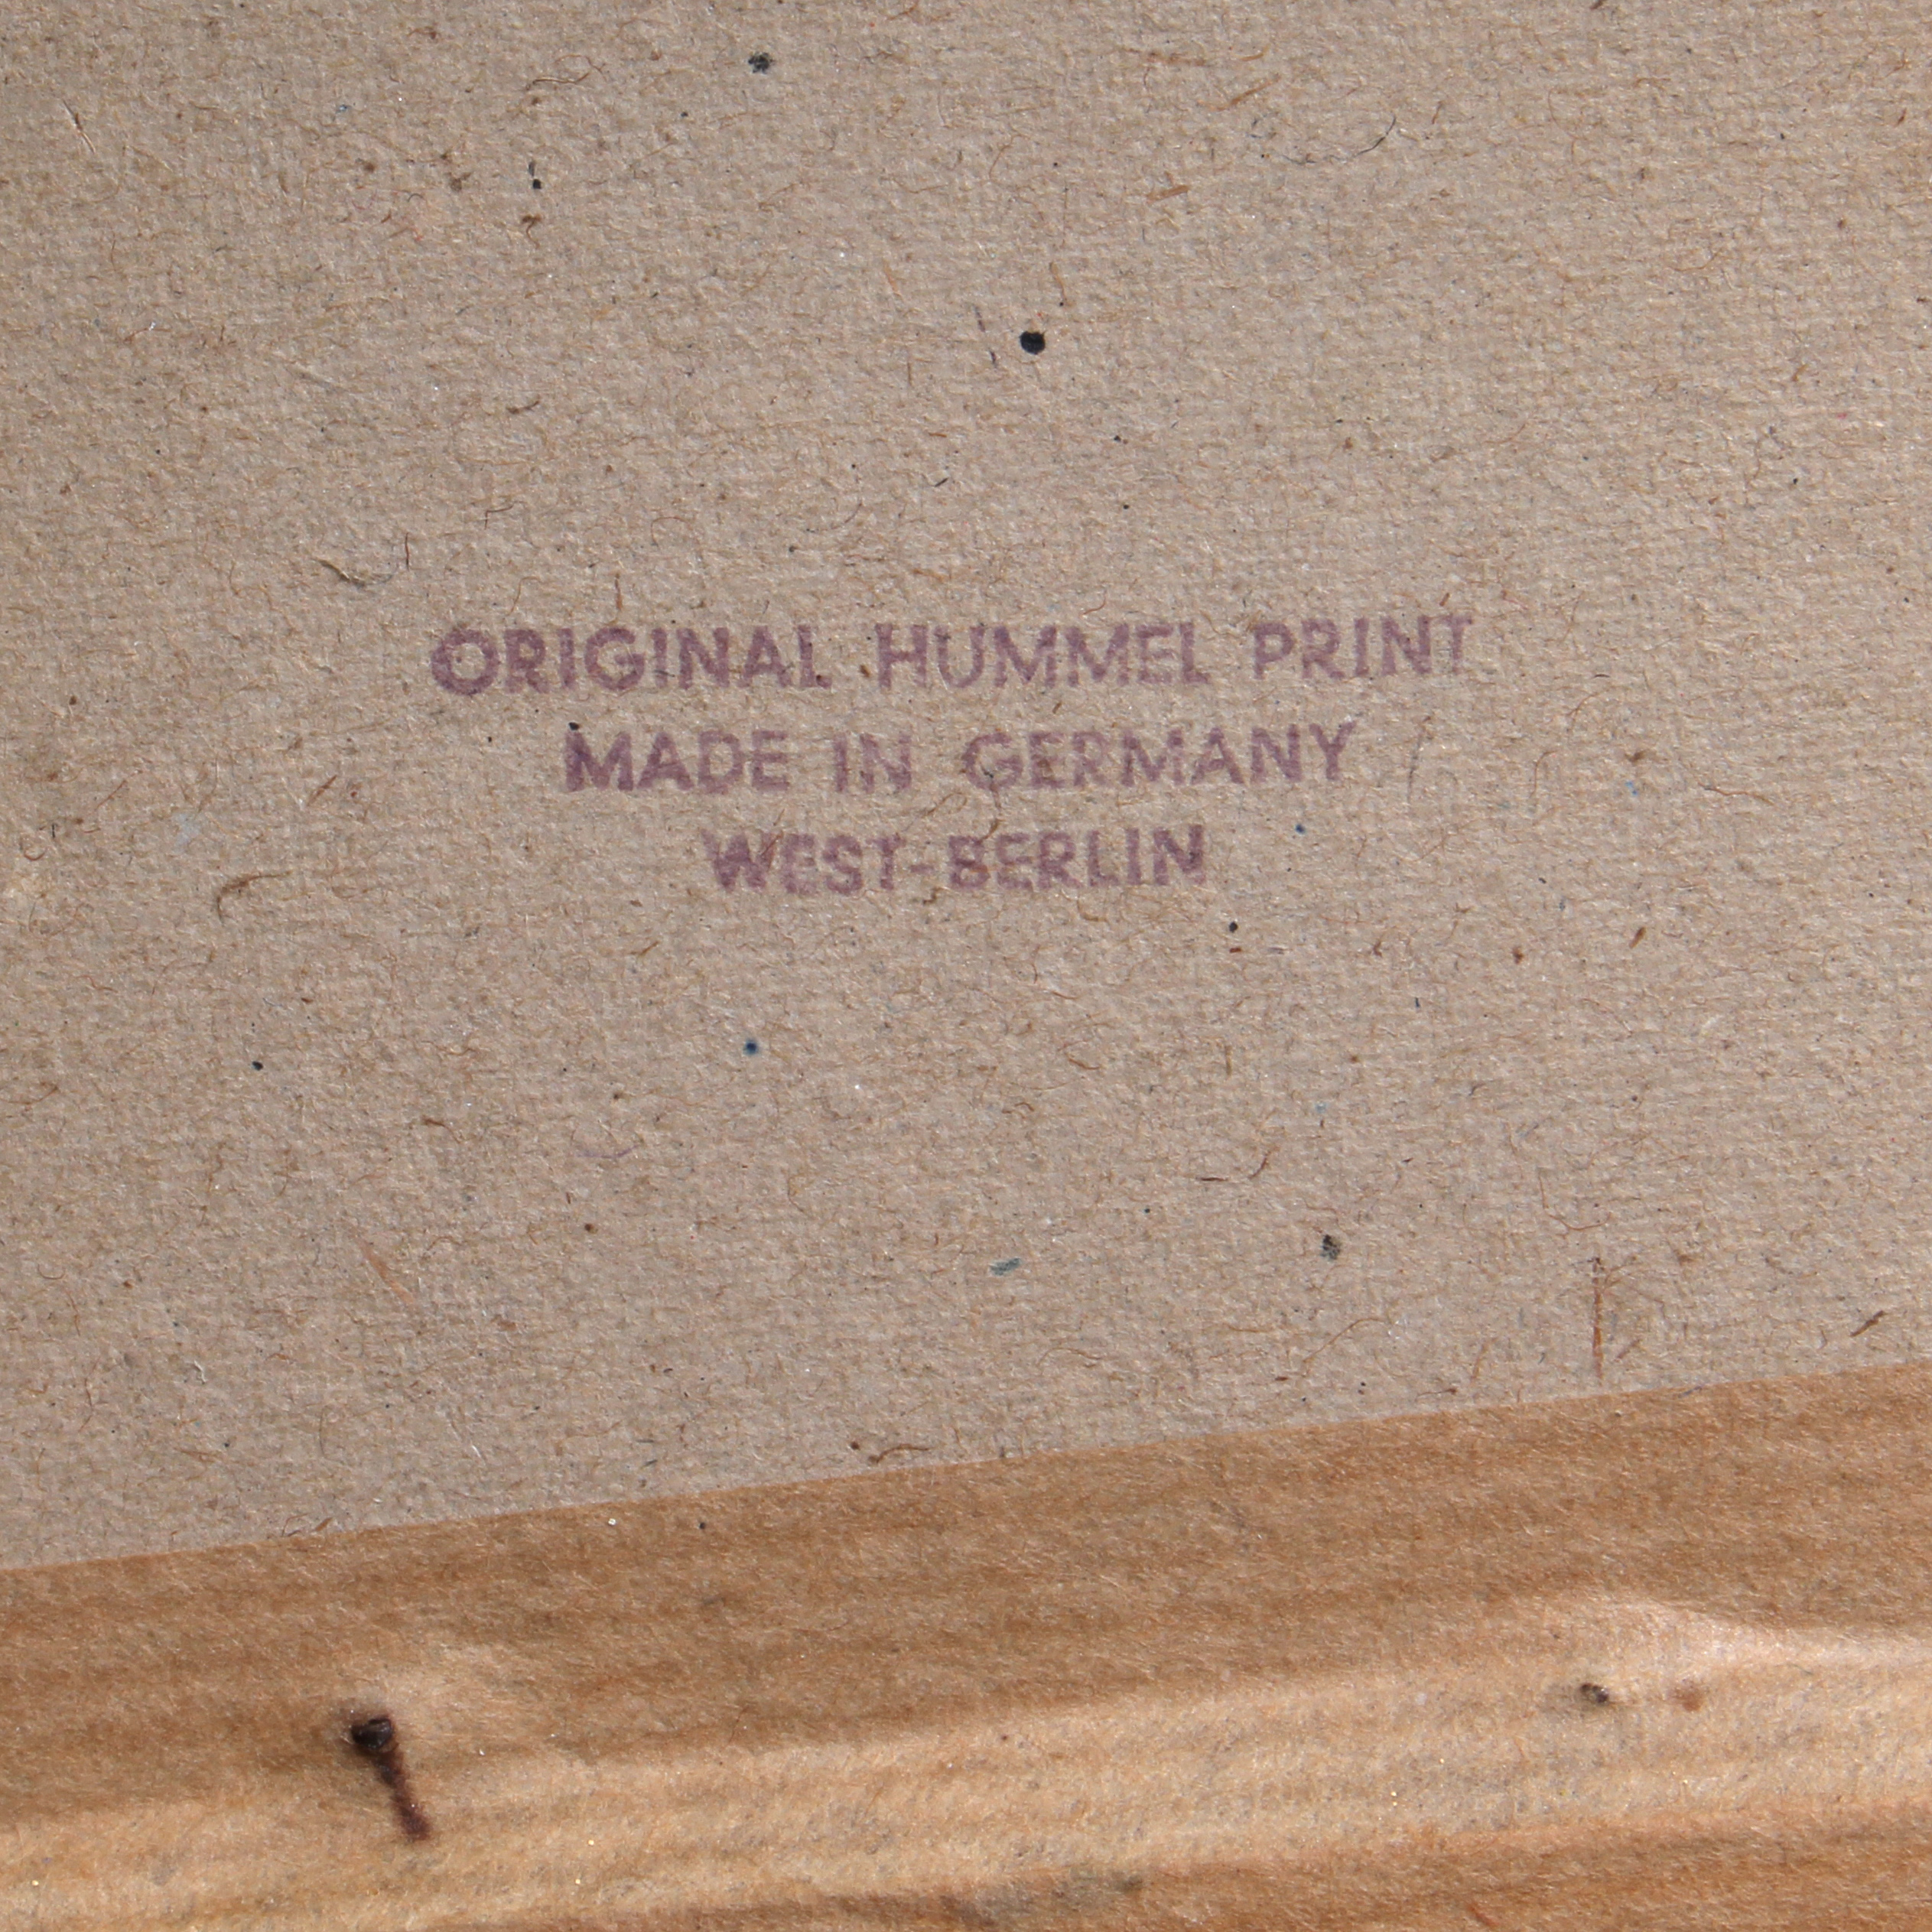 ORIGINAL HUMMEL PRINT
MADE IN GERMANY
WEST-BERLIN